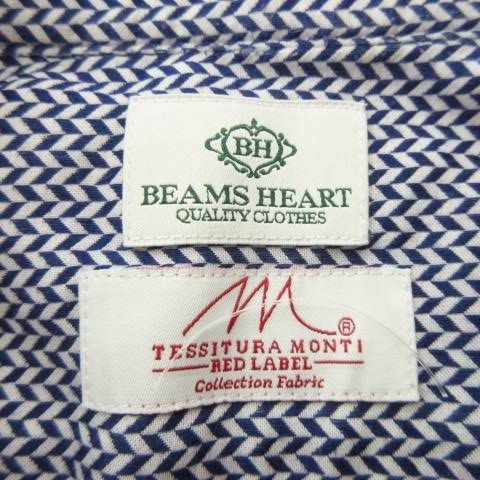 BH
BEAMS HEART
QUALITY CLOTHES
M ®
TESSITURA MONTI
RED LABEL
Collection Fabric